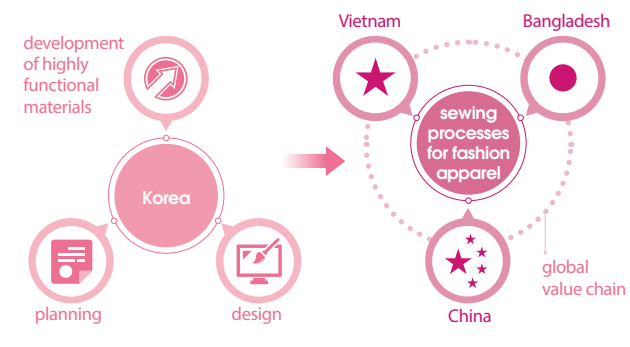 development
of highly
functional
materials
Korea
planning
design
Vietnam
Bangladesh
sewing
processes
for fashion
apparel
China
global
value chain